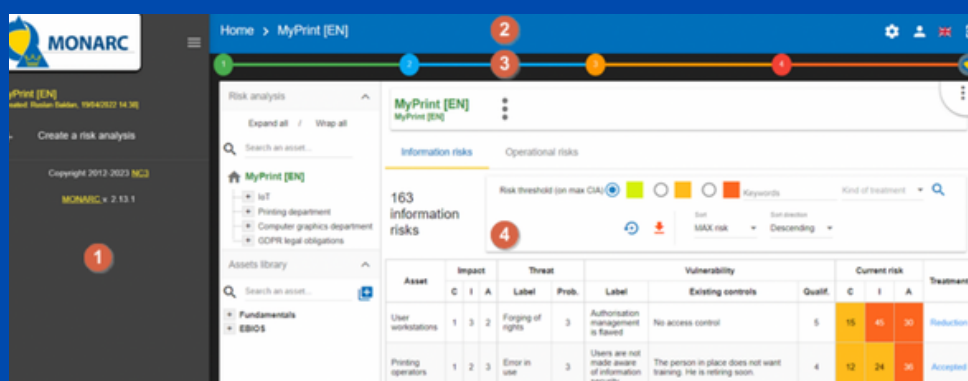 MONARC
Home > MyPrint [EN]
2
1
2
3
3
4
MyPrint [EN]
Create a risk analysis
Copyright 2012-2023 NC3
MONARC v. 2.13.1
1
Risk analysis
Expand all / Wrap all
Search an asset...
MyPrint [EN]
IoT
Printing department
Computer graphics department
GDPR legal obligations
Assets library
Search an asset...
Fundamentals
EBIOS
MyPrint [EN]
MyPrint [EN]
Information risks
Operational risks
163
information
risks
Risk threshold (on max CIA)
Keywords
Kind of treatment
Sort
MAX risk
Sort direction
Descending
4
Asset Impact Threat Vulnerability Current risk Treatment
C I A Label Prob. Label Existing controls Qualif. C I A
User workstations 1 3 2 Forging of rights 3 Authorisation management is flawed No access control 5 15 45 30 Reduction
Printing operators 1 2 3 Error in use 3 Users are not made aware of information The person in place does not want training. He is retiring soon. 4 12 24 36 Accepted